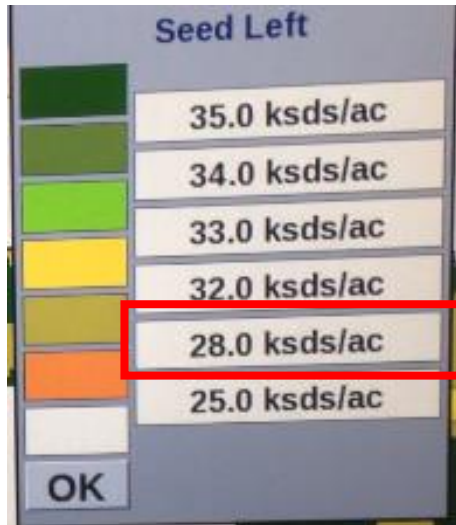 Seed Left
35.0 ksds/ac
34.0 ksds/ac
33.0 ksds/ac
32.0 ksds/ac
28.0 ksds/ac
25.0 ksds/ac
OK